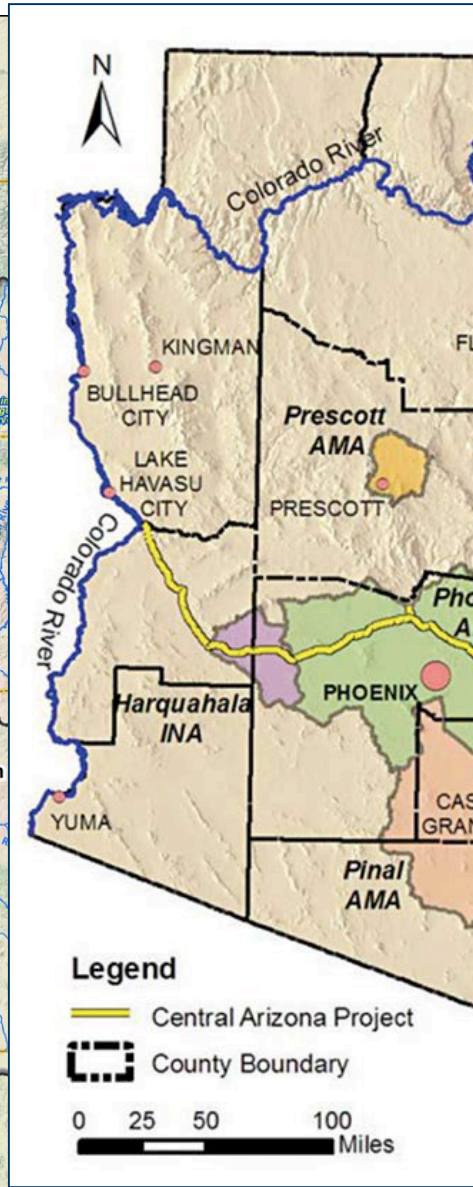 N
Colorado River
KINGMAN
BULLHEAD
CITY
Prescott
AMA
LAKE
HAVASU
CITY
PRESCOTT
Colorado River
PHOENIX
Harquahala
INA
YUMA
Pinal
AMA
Legend
Central Arizona Project
County Boundary
0 25 50 100
Miles